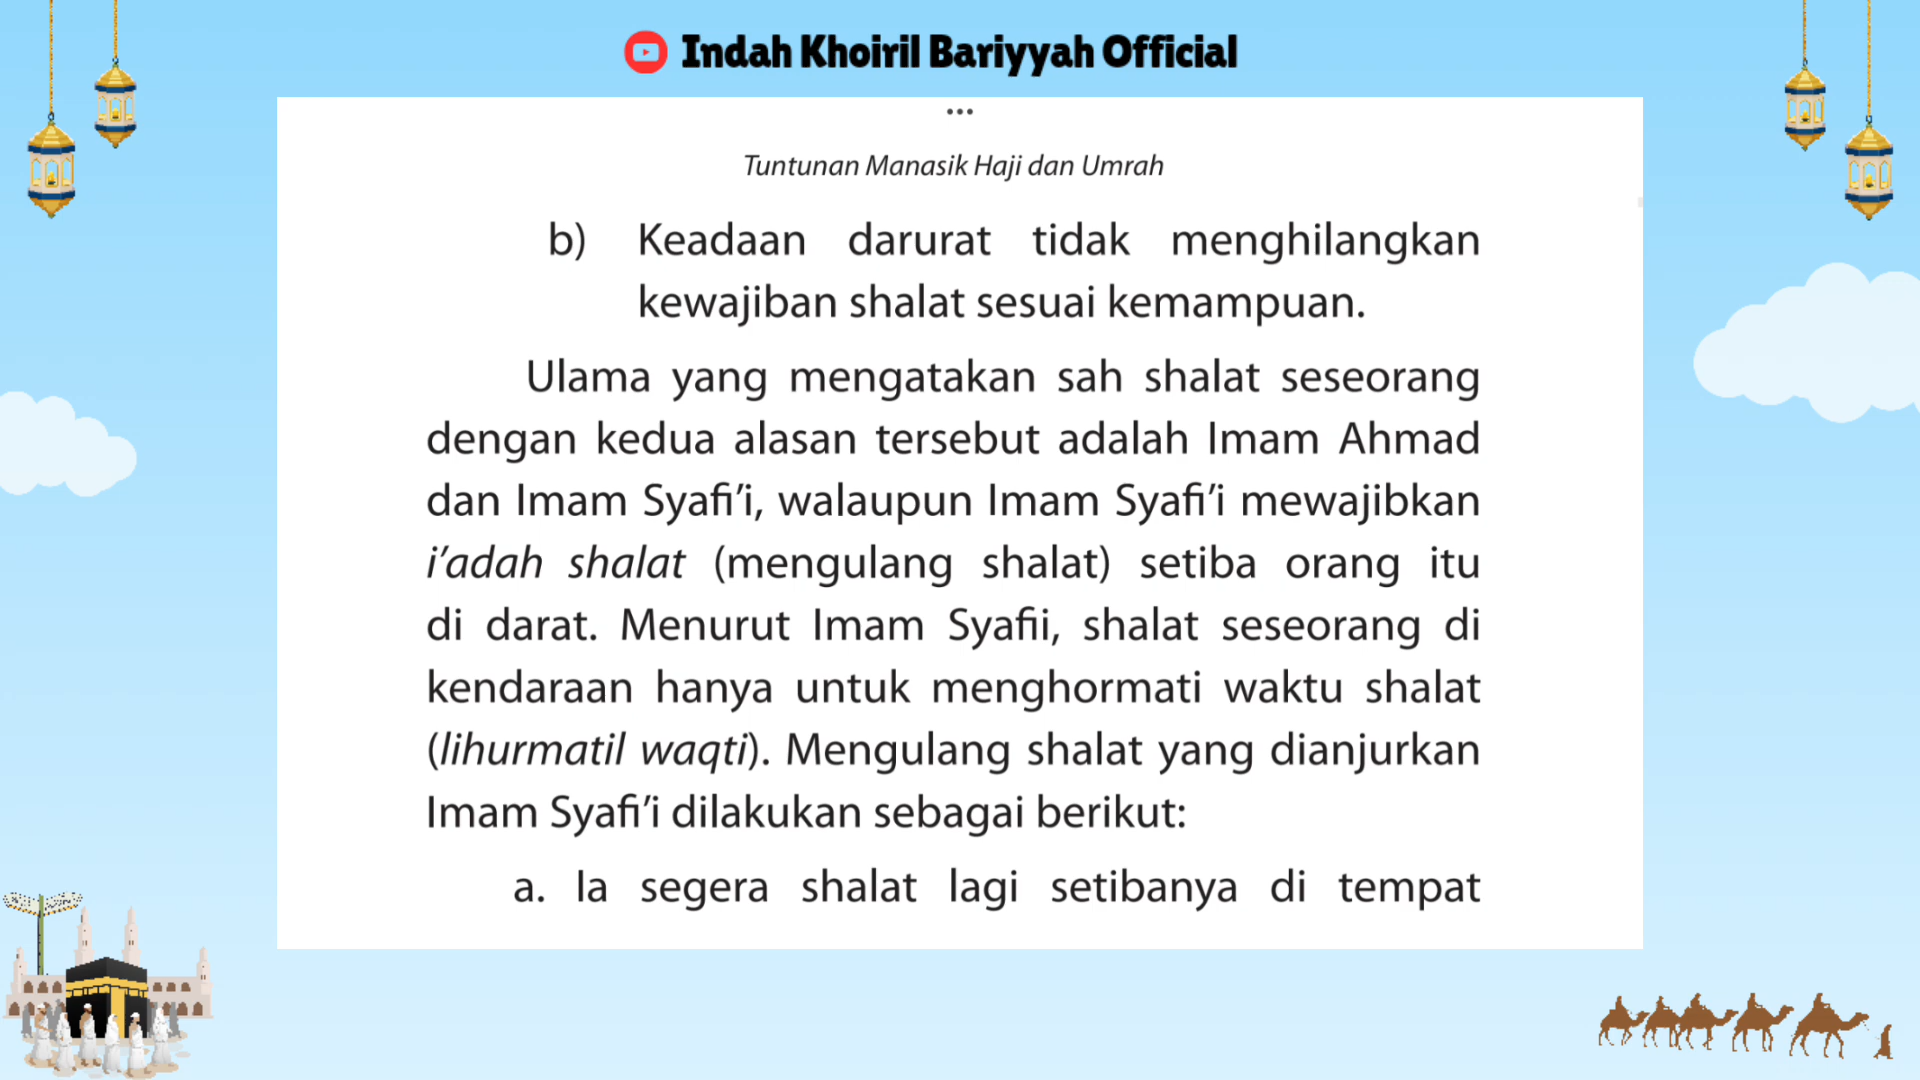 Indah Khoiril Bariyyah Official
...
Tuntunan Manasik Haji dan Umrah
b) Keadaan darurat tidak menghilangkan
kewajiban shalat sesuai kemampuan.
Ulama yang mengatakan sah shalat seseorang
dengan kedua alasan tersebut adalah Imam Ahmad
dan Imam Syafi’i, walaupun Imam Syafi’i mewajibkan
i’adah shalat (mengulang shalat) setiba orang itu
di darat. Menurut Imam Syafii, shalat seseorang di
kendaraan hanya untuk menghormati waktu shalat
(lihurmatil waqti). Mengulang shalat yang dianjurkan
Imam Syafi’i dilakukan sebagai berikut:
a. Ia segera shalat lagi setibanya di tempat